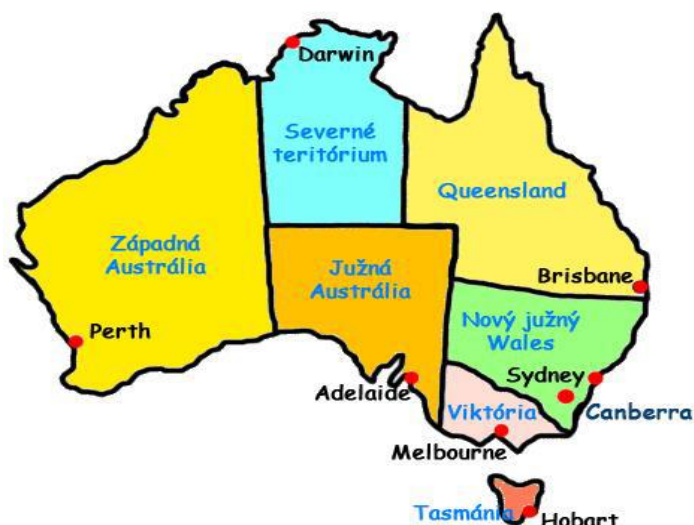 Darwin
Severné
teritórium
Queensland
Západná
Austrália
Južná
Austrália
Brisbane
Nový južný
Wales
Perth
Sydney
Adelaide
Viktória
Canberra
Melbourne
Tasmánia
Hobart